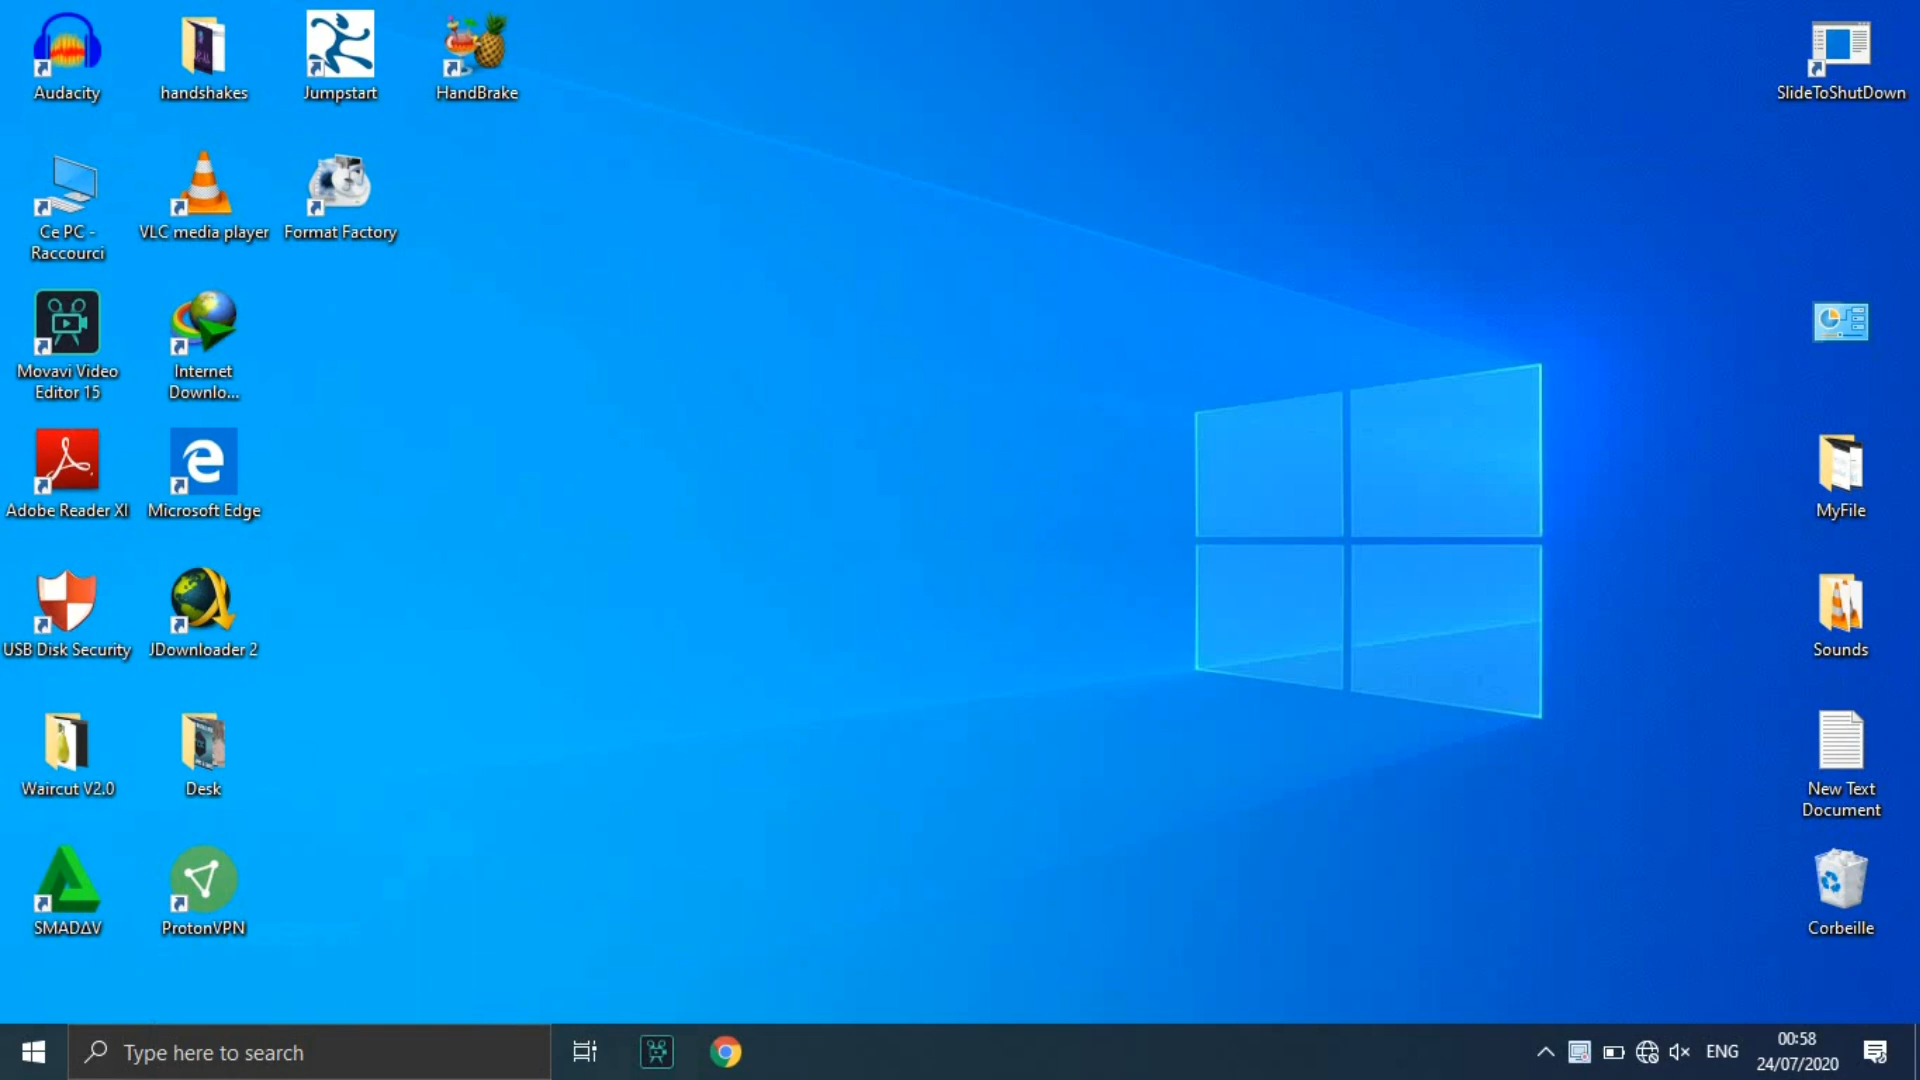 Audacity
handshakes
Jumpstart
HandBrake
SlideToShutDown
Ce PC -
Raccourci
VLC media player
Format Factory
Movavi Video
Editor 15
Internet
Downlo...
Adobe Reader XI
Microsoft Edge
MyFile
USB Disk Security
JDownloader 2
Sounds
Waircut V2.0
Desk
New Text
Document
SMAD∆V
ProtonVPN
Corbeille
Type here to search
ENG
00:58
24/07/2020